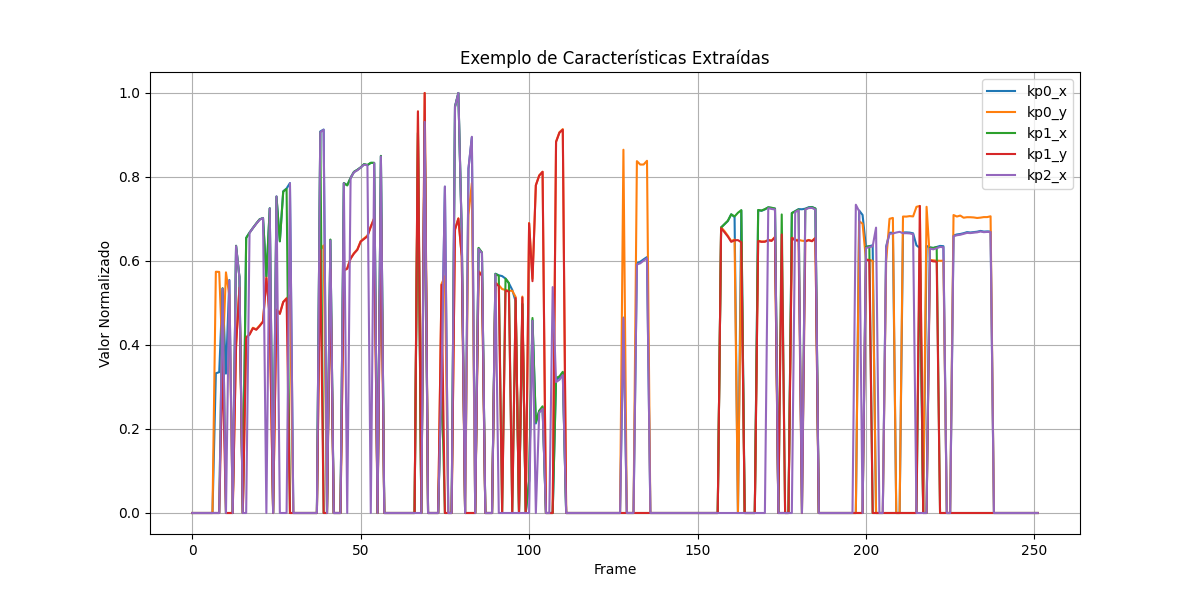 Exemplo de Características Extraídas
kp0_x
kp0_y
kp1_x
kp1_y
kp2_x
Valor Normalizado
1.0
0.8
0.6
0.4
0.2
0.0
0
50
100
150
200
250
Frame